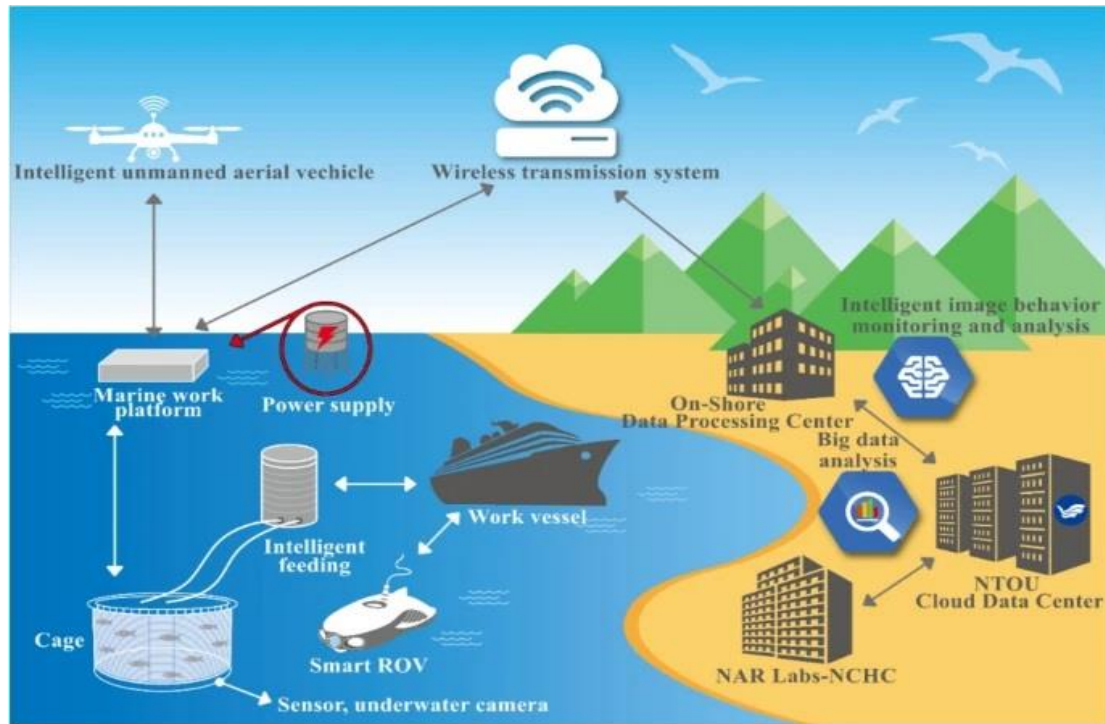 Intelligent unmanned aerial vechicle
Wireless transmission system
Intelligent image behavior
monitoring and analysis
Marine work
platform
Power supply
On-Shore
Data Processing Center
Big data
analysis
Intelligent
feeding
Work vessel
NTOU
Cloud Data Center
Cage
Smart ROV
NAR Labs-NCHC
Sensor, underwater camera